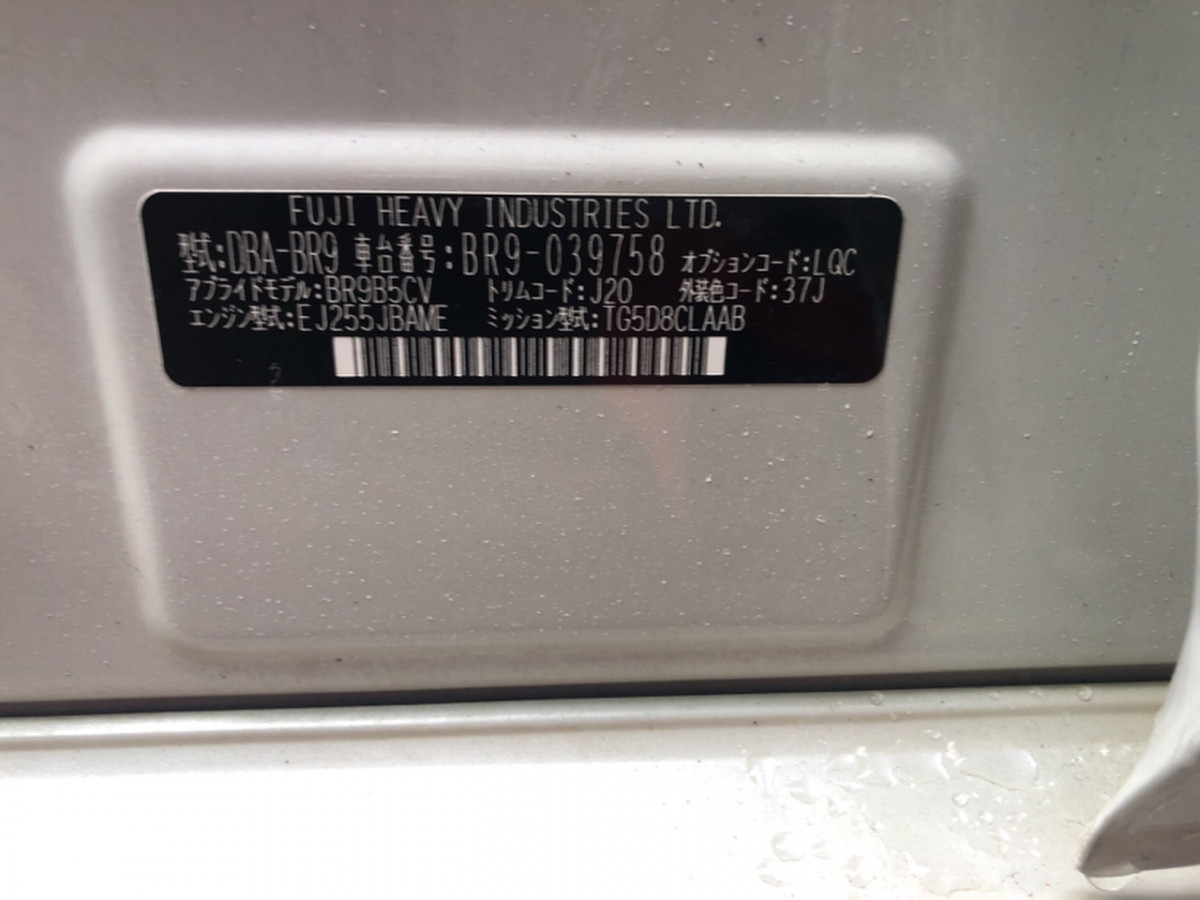 FUJI HEAVY INDUSTRIES LTD.
型式:DBA-BR9 車台番号:BR9-039758 オプションコード:LQC
アプライドモデル:BR9B5CV トリムコード:J20 外装色コード:37J
エンジン型式:EJ255JBAME ミッション型式:TG5D8CLAAB